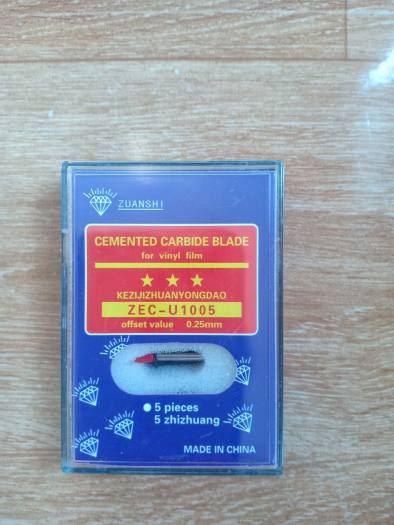 ZUANSHI
CEMENTED CARBIDE BLADE
for vinyl film
KEZIJIZHUANYONGDAO
ZEC-U1005
offset value 0.25mm
5 pieces
5 zhizhuang
MADE IN CHINA